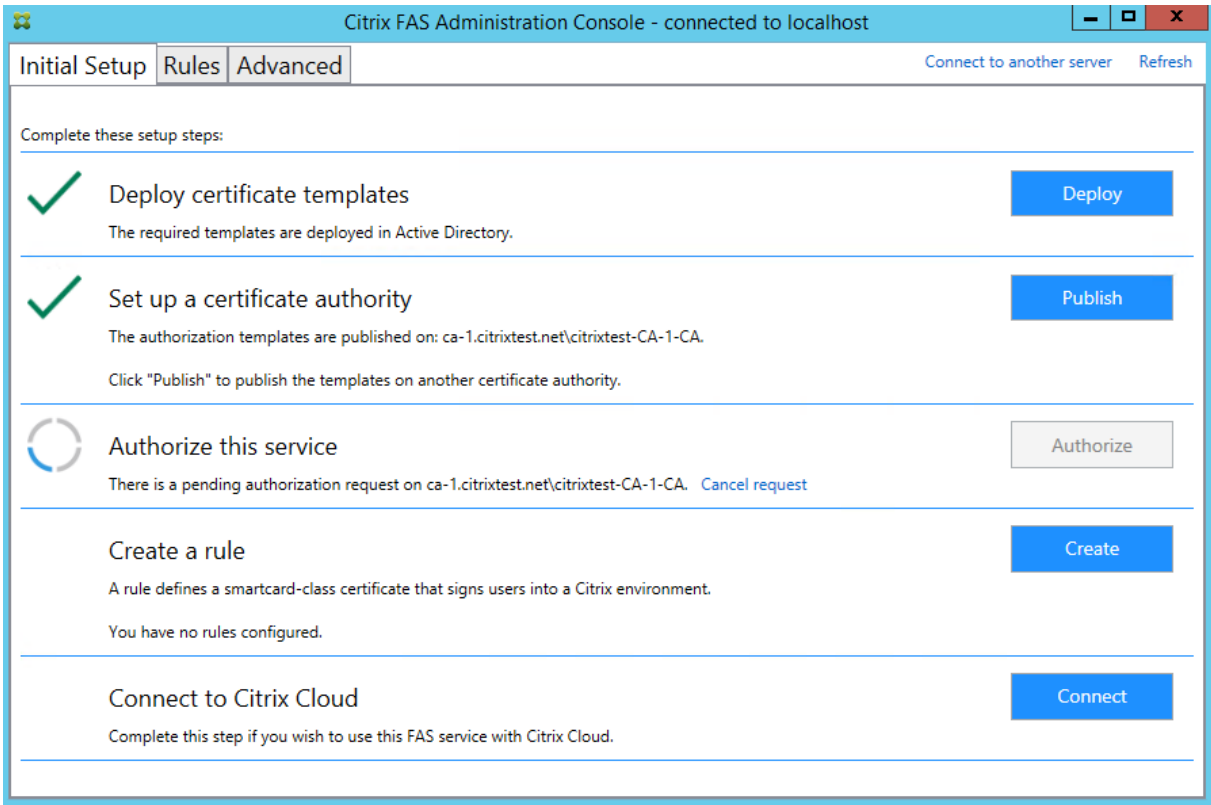 Citrix FAS Administration Console - connected to localhost
Initial Setup Rules Advanced Connect to another server Refresh
Complete these setup steps:
Deploy certificate templates Deploy
The required templates are deployed in Active Directory.
Set up a certificate authority Publish
The authorization templates are published on: ca-1.citrixtest.net\citrixtest-CA-1-CA.
Click "Publish" to publish the templates on another certificate authority.
Authorize this service Authorize
There is a pending authorization request on ca-1.citrixtest.net\citrixtest-CA-1-CA. Cancel request
Create a rule Create
A rule defines a smartcard-class certificate that signs users into a Citrix environment.
You have no rules configured.
Connect to Citrix Cloud Connect
Complete this step if you wish to use this FAS service with Citrix Cloud.